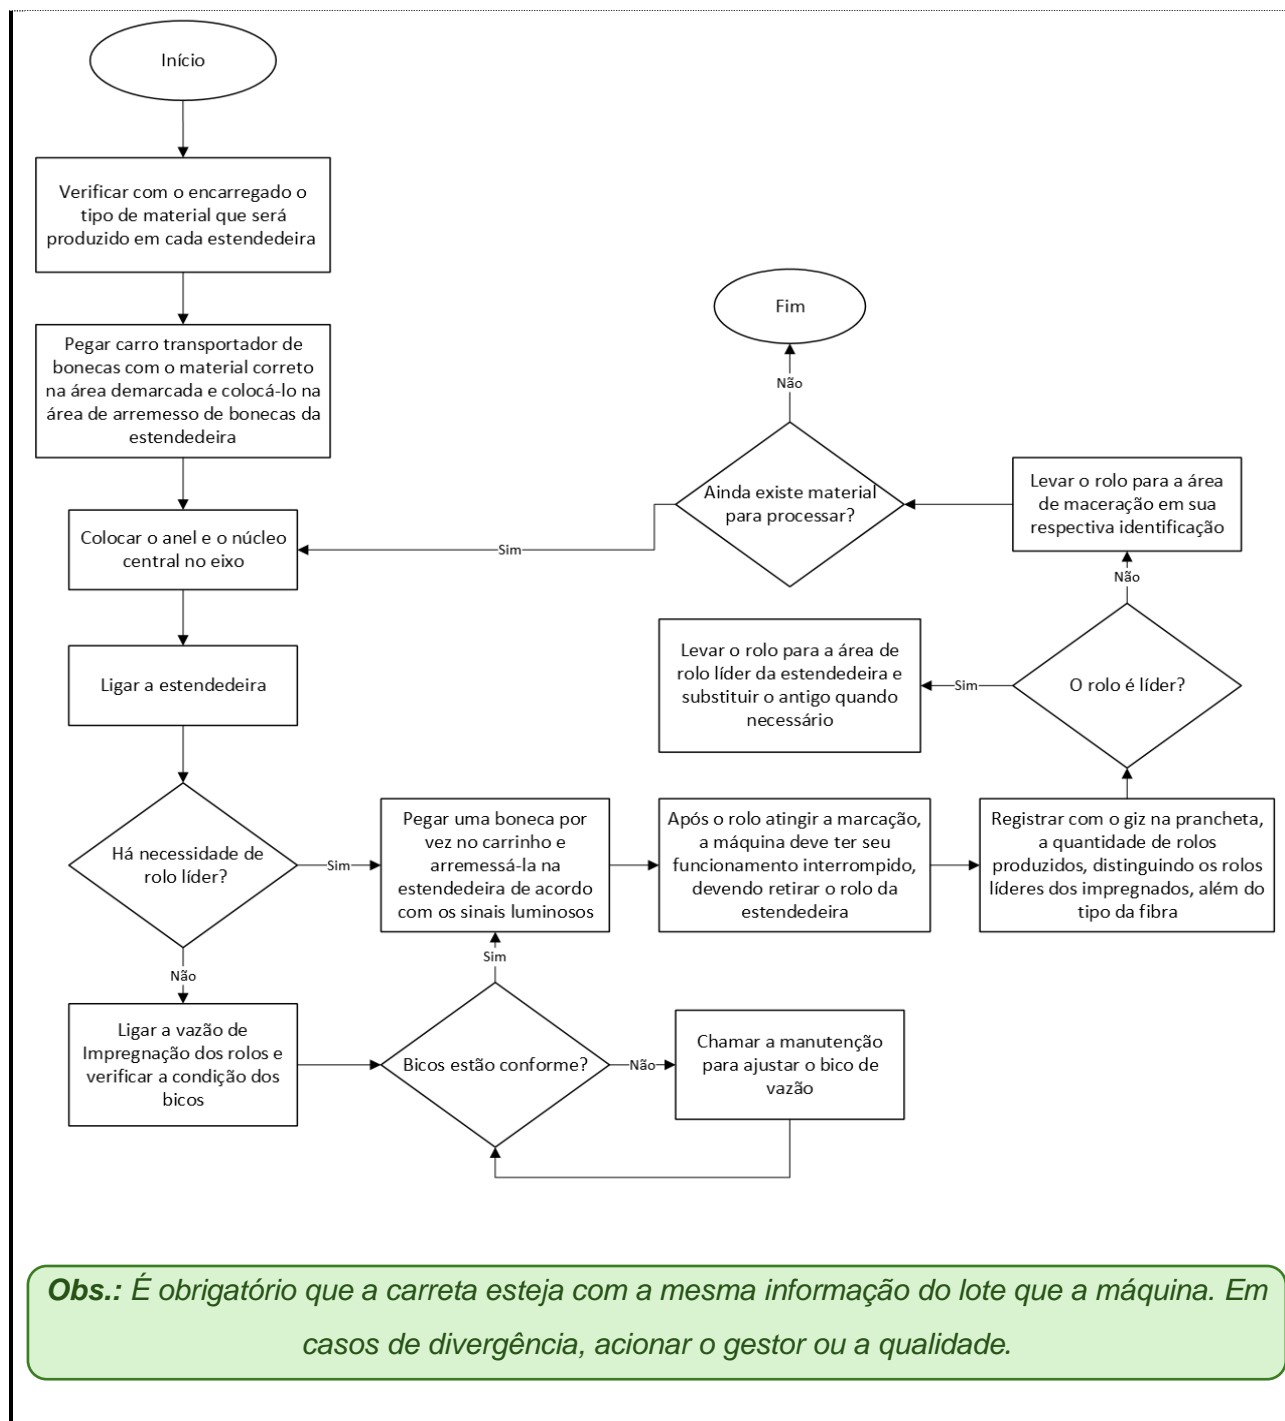 Início
Verificar com o encarregado o
tipo de material que será
produzido em cada estendedeira
Pegar carro transportador de
bonecas com o material correto
na área demarcada e colocá-lo na
área de arremesso de bonecas da
estendedeira
Colocar o anel e o núcleo
central no eixo
Ligar a estendedeira
Há necessidade de
rolo líder?
Sim
Não
Ligar a vazão de
Impregnação dos rolos e
verificar a condição dos
bicos
Bicos estão conforme?
Não
Chamar a manutenção
para ajustar o bico de
vazão
Sim
Pegar uma boneca por
vez no carrinho e
arremessá-la na
estendedeira de acordo
com os sinais luminosos
Após o rolo atingir a marcação,
a máquina deve ter seu
funcionamento interrompido,
devendo retirar o rolo da
estendedeira
Registrar com o giz na prancheta,
a quantidade de rolos
produzidos, distinguindo os rolos
líderes dos impregnados, além do
tipo da fibra
O rolo é líder?
Sim
Levar o rolo para a área de
rolo líder da estendedeira e
substituir o antigo quando
necessário
Não
Levar o rolo para a área
de maceração em sua
respectiva identificação
Ainda existe material
para processar?
Sim
Não
Fim
Obs.: É obrigatório que a carreta esteja com a mesma informação do lote que a máquina. Em
casos de divergência, acionar o gestor ou a qualidade.